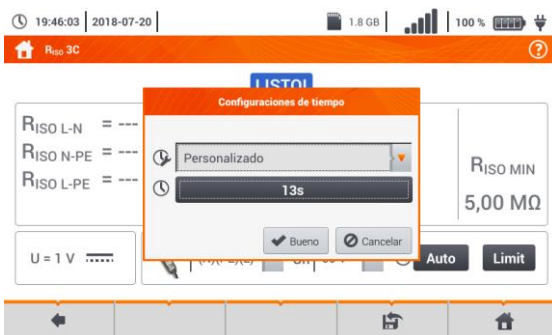 19:46:03 2018-07-20 1.8 GB 100 %
RISO 3C ?
¡LISTO!
Configuraciones de tiempo
RISO L-N = ---
RISO N-PE = ---
RISO L-PE = ---
Personalizado
13s
RISO MIN
5,00 MΩ
Bueno Cancelar
U = 1 V
Auto Limit